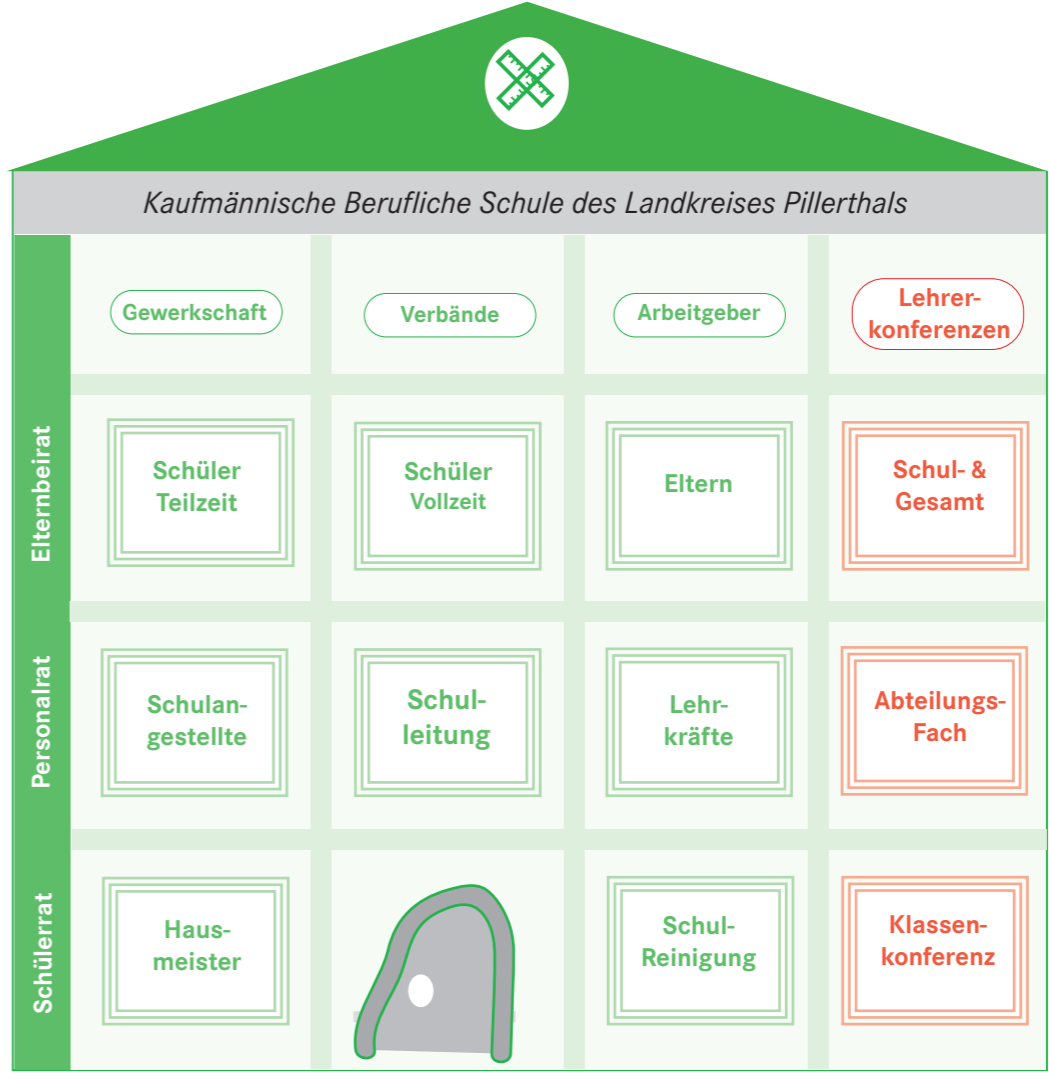 Kaufmännische Berufliche Schule des Landkreises Pillerthals
Gewerkschaft
Verbände
Arbeitgeber
Lehrer-
konferenzen
Elternbeirat
Schüler
Teilzeit
Schüler
Vollzeit
Eltern
Schul- &
Gesamt
Personalrat
Schulan-
gestellte
Schul-
leitung
Lehr-
kräfte
Abteilungs-
Fach
Schülerrat
Haus-
meister
Schul-
Reinigung
Klassen-
konferenz